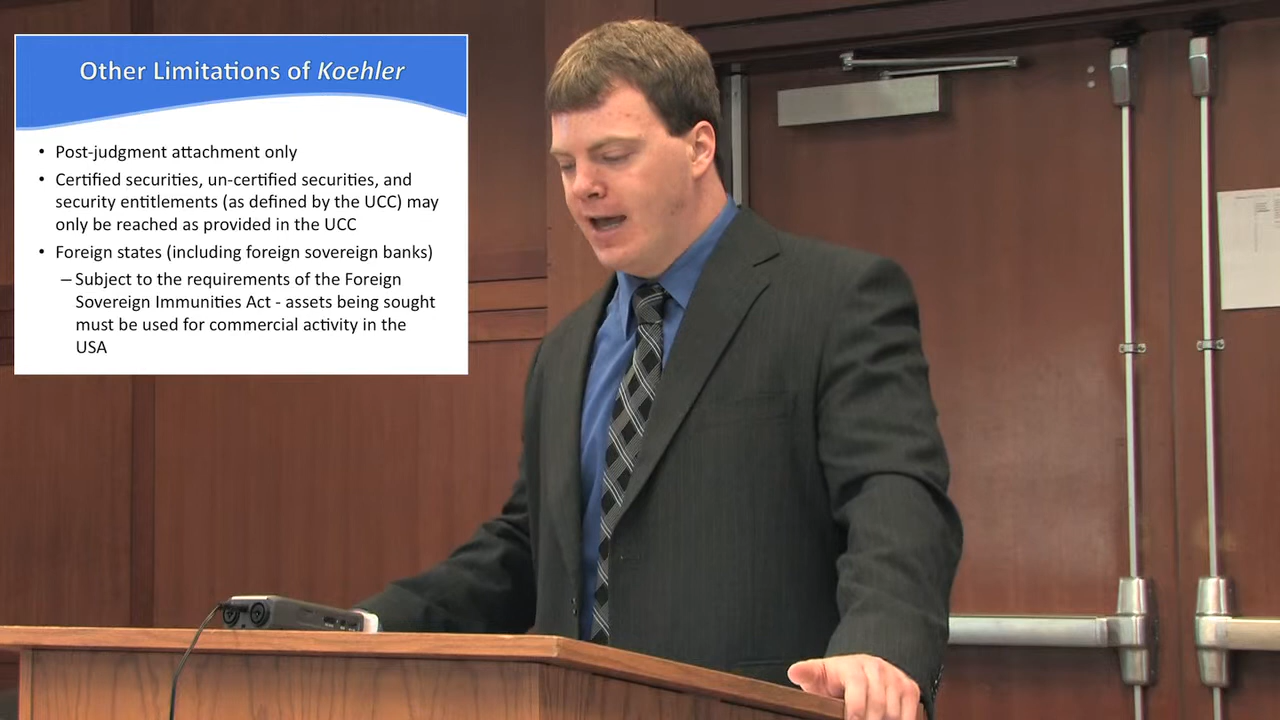 Other Limitations of Koehler
• Post-judgment attachment only
• Certified securities, un-certified securities, and
security entitlements (as defined by the UCC) may
only be reached as provided in the UCC
• Foreign states (including foreign sovereign banks)
– Subject to the requirements of the Foreign
Sovereign Immunities Act - assets being sought
must be used for commercial activity in the
USA